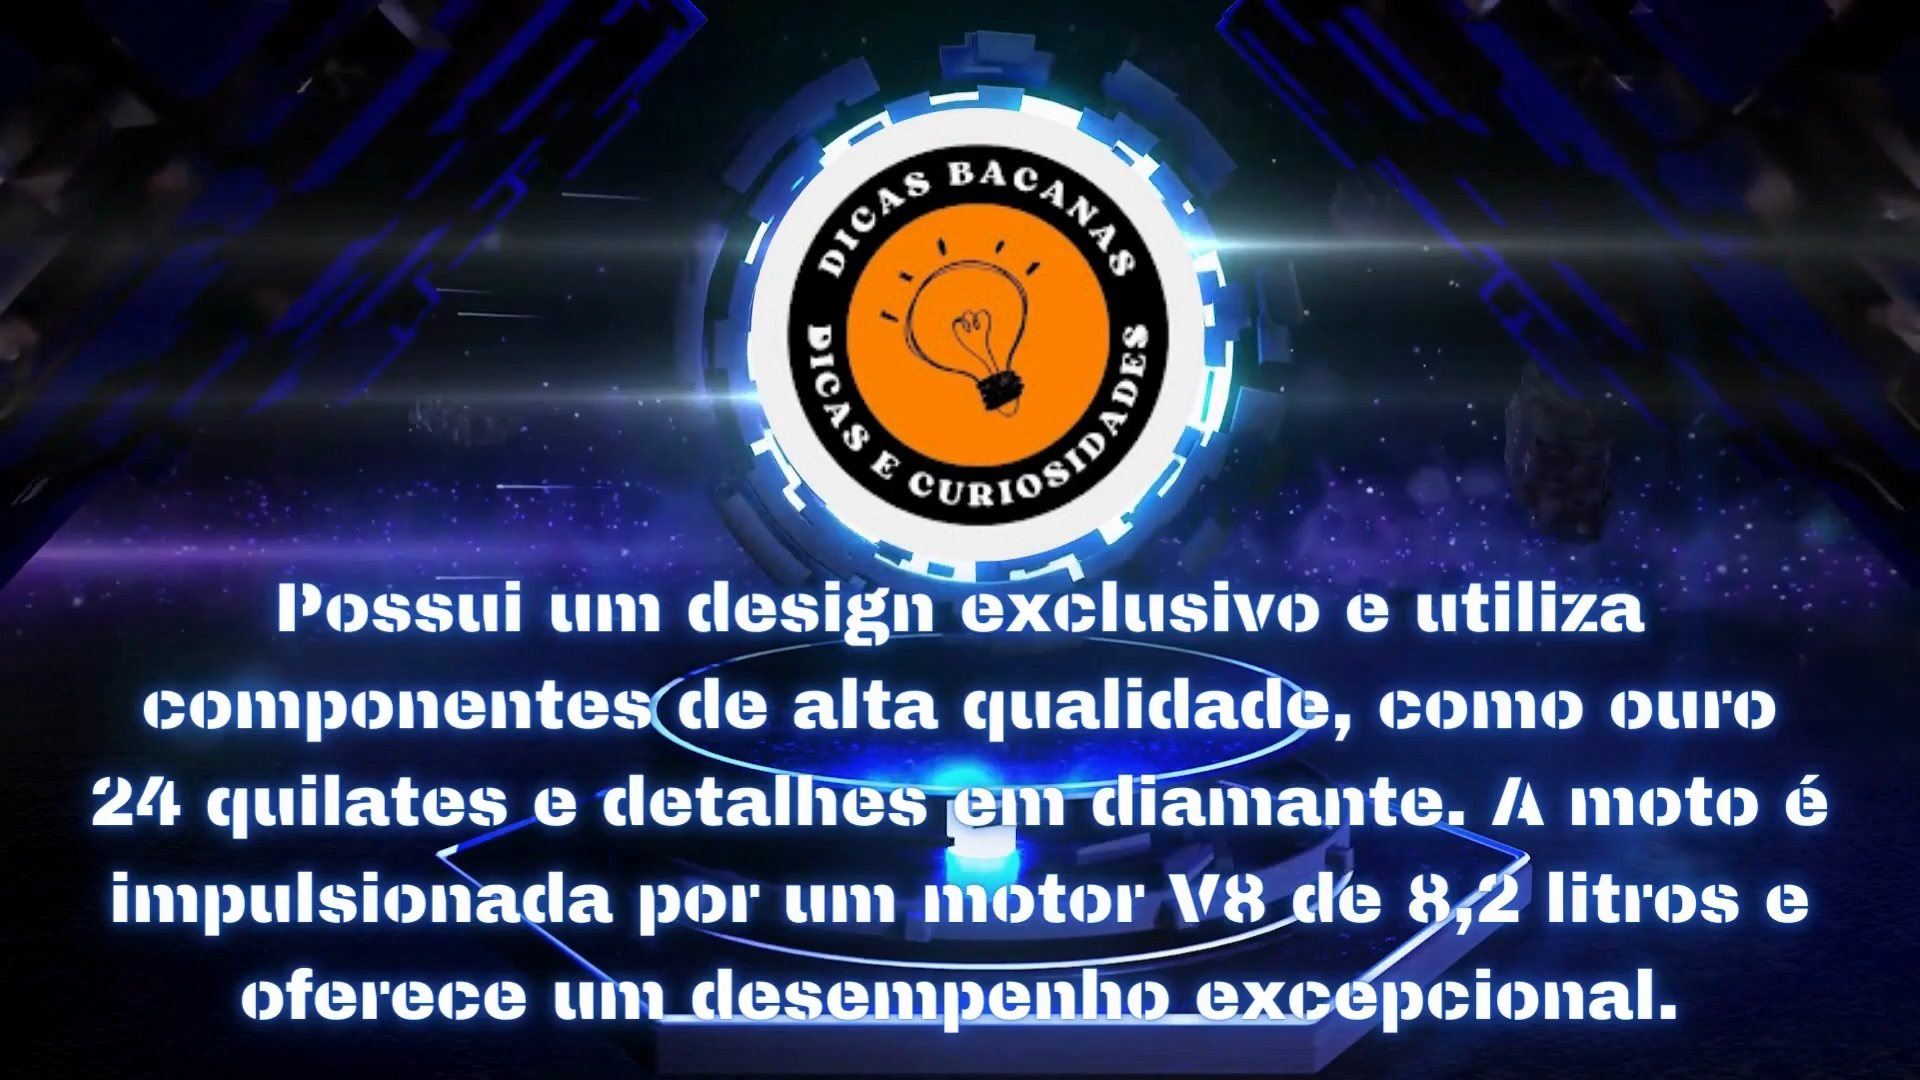 DICAS BACANAS
DICAS E CURIOSIDADES
Possui um design exclusivo e utiliza
componentes de alta qualidade, como ouro
24 quilates e detalhes em diamante. A moto é
impulsionada por um motor V8 de 8,2 litros e
oferece um desempenho excepcional.